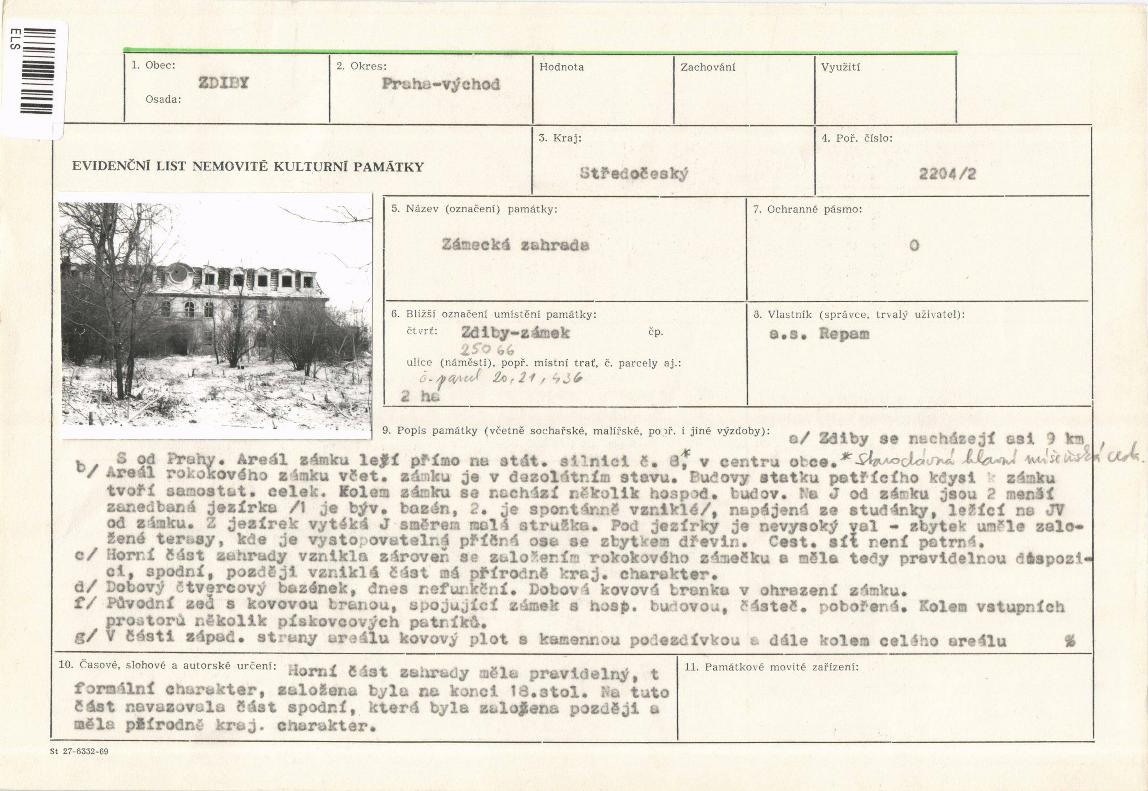 ELS
1. Obec:
ZDIBY
Osada:
2. Okres:
Praha-východ
Hodnota
Zachování
Využití
EVIDENČNÍ LIST NEMOVITÉ KULTURNÍ PAMÁTKY
3. Kraj:
Středočeský
4. Poř. číslo:
2204/2
5. Název (označení) památky:
Zámecká zahrada
7. Ochranné pásmo:
O
6. Bližší označení umístění památky:
čtvrť: Zdiby-zámek čp.
25066
ulice (náměstí), popř. místní trať, č. parcely aj.:
č. parcel 20, 21, 436
2 ha
8. Vlastník (správce, trvalý uživatel):
a.s. Repam
9. Popis památky (včetně sochařské, malířské, popř. i jiné výzdoby): a/ Zdiby se nacházejí asi 9 km
S od Prahy. Areál zámku leží přímo na stát. silnici č. 8,* v centru obce. * Starodávná hlavní míšeňská cesta.
b/ Areál rokokového zámku včet. zámku je v dezolátním stavu. Budovy statku patřícího kdysi k zámku
tvoří samostat. celek. Kolem zámku se nachází několik hospod. budov. Na J od zámku jsou 2 menší
zanedbaná jezírka /1 je býv. bazén, 2. je spontánně vzniklé/, napájená ze studánky, ležící na JV
od zámku. Z jezírek vytéká J směrem malá stružka. Pod jezírky je nevysoký val - zbytek uměle zalo-
žené terasy, kde je vystopovatelná příčná osa se zbytkem dřevin. Cest. síť není patrná.
c/ Horní část zahrady vznikla zároveň se založením rokokového zámečku a měla tedy pravidelnou dispozi-
ci, spodní, později vzniklá část má přírodně kraj. charakter.
d/ Dobový čtvercový bazének, dnes nefunkční. Dobová kovová branka v ohrazení zámku.
f/ Původní zeď s kovovou branou, spojující zámek s hosp. budovou, částeč. pobořená. Kolem vstupních
prostorů několik pískovcových patníků.
g/ V části západ. strany areálu kovový plot s kamennou podezdívkou a dále kolem celého areálu %
10. Časové, slohové a autorské určení: Horní část zahrady měla pravidelný, t
formální charakter, založena byla na konci 18.stol. Na tuto
část navazovala část spodní, která byla založena později a
měla přírodně kraj. charakter.
11. Památkové movité zařízení:
St 27-6332-69